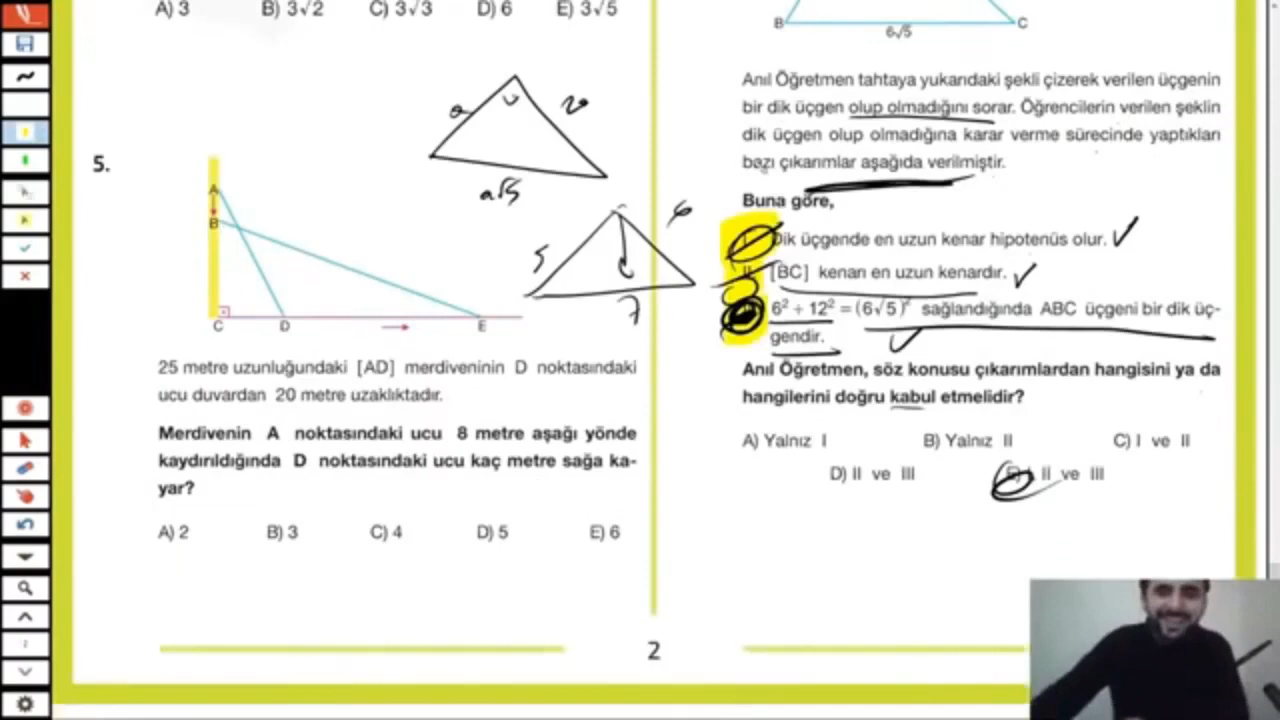 A) 3 B) 3√2 C) 3√3 D) 6 E) 3√5
5.
A
B
C D E
a
a√5
5
6
7
25 metre uzunluğundaki [AD] merdiveninin D noktasındaki
ucu duvardan 20 metre uzaklıktadır.
Merdivenin A noktasındaki ucu 8 metre aşağı yönde
kaydırıldığında D noktasındaki ucu kaç metre sağa ka-
yar?
A) 2 B) 3 C) 4 D) 5 E) 6
B C
6√5
Anıl Öğretmen tahtaya yukarıdaki şekli çizerek verilen üçgenin
bir dik üçgen olup olmadığını sorar. Öğrencilerin verilen şeklin
dik üçgen olup olmadığına karar verme sürecinde yaptıkları
bazı çıkarımlar aşağıda verilmiştir.
Buna göre,
Dik üçgende en uzun kenar hipotenüs olur.
II. [BC] kenarı en uzun kenardır.
6² + 12² = (6√5)² sağlandığında ABC üçgeni bir dik üç-
gendir.
Anıl Öğretmen, söz konusu çıkarımlardan hangisini ya da
hangilerini doğru kabul etmelidir?
A) Yalnız I B) Yalnız II C) I ve II
D) II ve III II ve III
2